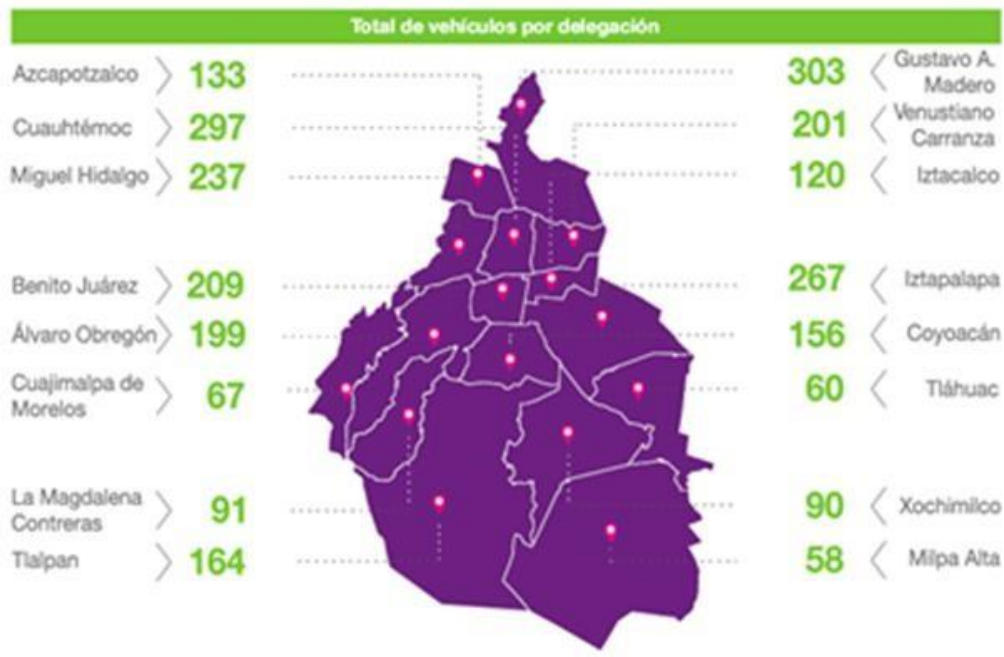 Total de vehículos por delegación
Azcapotzalco 133
Cuauhtémoc 297
Miguel Hidalgo 237
Benito Juárez 209
Álvaro Obregón 199
Cuajimalpa de
Morelos 67
La Magdalena
Contreras 91
Tlalpan 164
303 Gustavo A.
Madero
201 Venustiano
Carranza
120 Iztacalco
267 Iztapalapa
156 Coyoacán
60 Tláhuac
90 Xochimilco
58 Milpa Alta